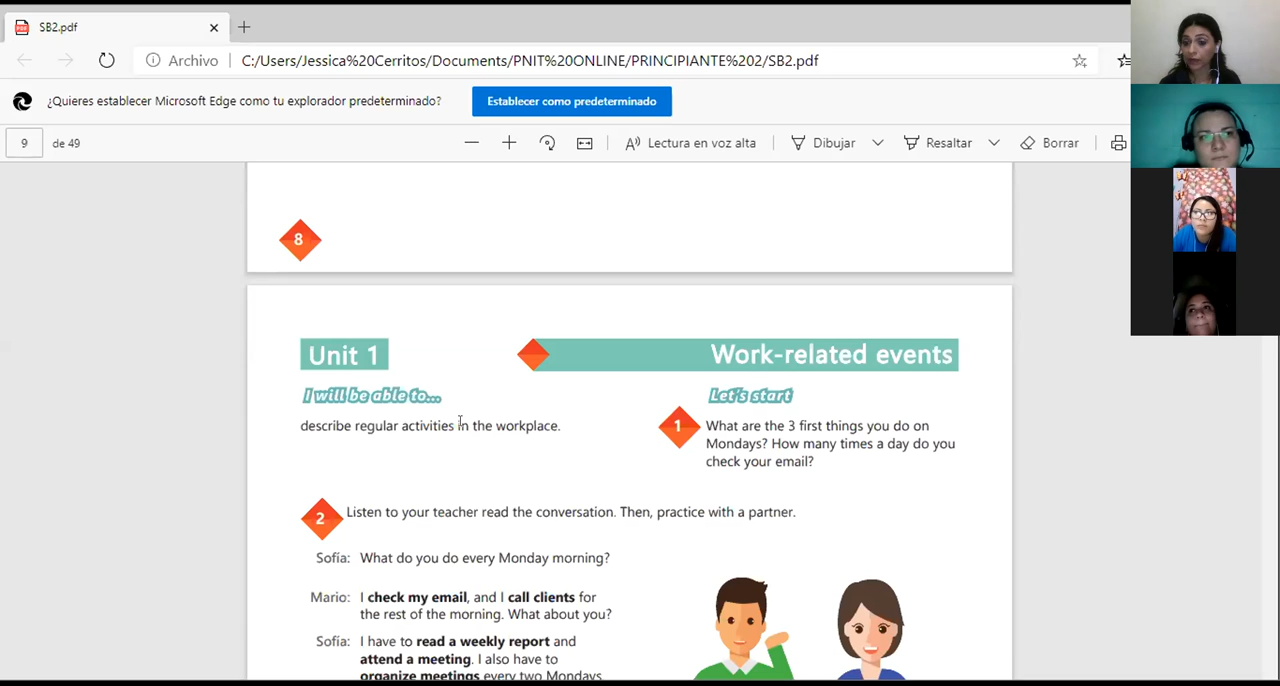 SB2.pdf
Archivo
C:/Users/Jessica%20Cerritos/Documents/PNIT%20ONLINE/PRINCIPIANTE%202/SB2.pdf
¿Quieres establecer Microsoft Edge como tu explorador predeterminado?
Establecer como predeterminado
9 de 49
Lectura en voz alta
Dibujar
Resaltar
Borrar
8
Unit 1
Work-related events
I will be able to...
describe regular activities in the workplace.
Let's start
1
What are the 3 first things you do on
Mondays? How many times a day do you
check your email?
2
Listen to your teacher read the conversation. Then, practice with a partner.
Sofía: What do you do every Monday morning?
Mario: I check my email, and I call clients for
the rest of the morning. What about you?
Sofía: I have to read a weekly report and
attend a meeting. I also have to
organize meetings every two Mondays